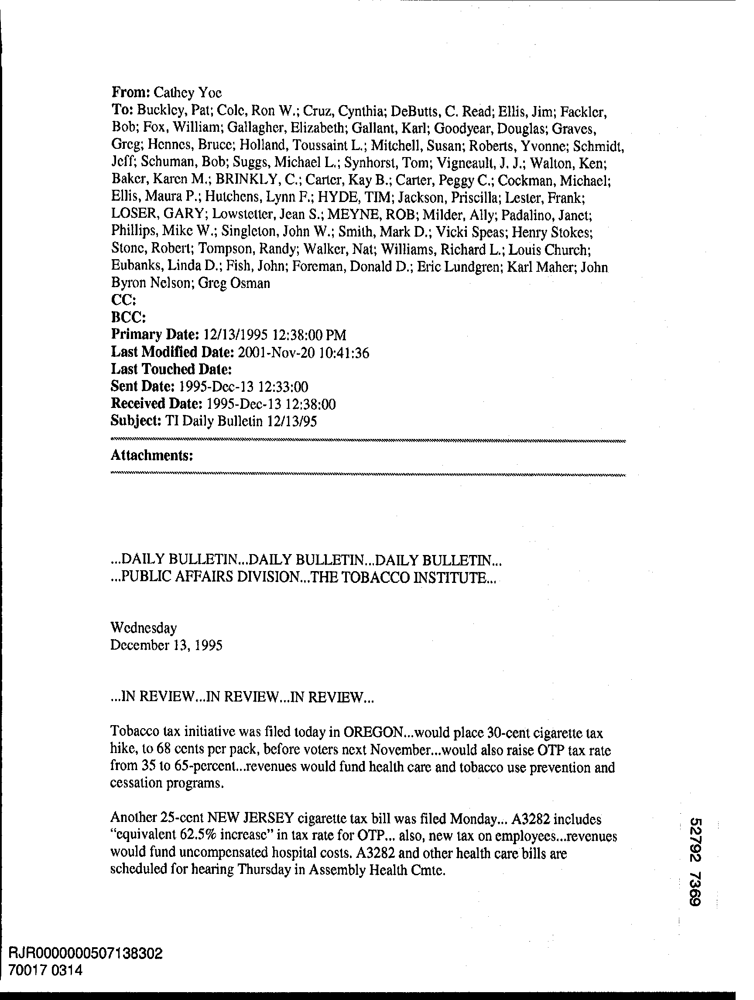 From: Cathey Yoe
To: Buckley, Pat; Cole, Ron W.; Cruz, Cynthia; DeButts, C. Read; Ellis, Jim; Fackler,
Bob; Fox, William; Gallagher, Elizabeth; Gallant, Karl; Goodyear, Douglas; Graves,
Greg; Hennes, Bruce; Holland, Toussaint L.; Mitchell, Susan; Roberts, Yvonne; Schmidt,
Jeff; Schuman, Bob; Suggs, Michael L.; Synhorst, Tom; Vigneault, J. J.; Walton, Ken;
Baker, Karen M.; BRINKLY, C.; Carter, Kay B.; Carter, Peggy C.; Cockman, Michael;
Ellis, Maura P.; Hutchens, Lynn F.; HYDE, TIM; Jackson, Priscilla; Lester, Frank;
LOSER, GARY; Lowstetter, Jean S.; MEYNE, ROB; Milder, Ally; Padalino, Janet;
Phillips, Mike W.; Singleton, John W.; Smith, Mark D.; Vicki Speas; Henry Stokes;
Stone, Robert; Tompson, Randy; Walker, Nat; Williams, Richard L.; Louis Church;
Eubanks, Linda D.; Fish, John; Foreman, Donald D.; Eric Lundgren; Karl Maher; John
Byron Nelson; Greg Osman
CC:
BCC:
Primary Date: 12/13/1995 12:38:00 PM
Last Modified Date: 2001-Nov-20 10:41:36
Last Touched Date:
Sent Date: 1995-Dec-13 12:33:00
Received Date: 1995-Dec-13 12:38:00
Subject: TI Daily Bulletin 12/13/95
Attachments:
...DAILY BULLETIN...DAILY BULLETIN...DAILY BULLETIN...
...PUBLIC AFFAIRS DIVISION...THE TOBACCO INSTITUTE...
Wednesday
December 13, 1995
...IN REVIEW...IN REVIEW...IN REVIEW...
Tobacco tax initiative was filed today in OREGON...would place 30-cent cigarette tax
hike, to 68 cents per pack, before voters next November...would also raise OTP tax rate
from 35 to 65-percent...revenues would fund health care and tobacco use prevention and
cessation programs.
Another 25-cent NEW JERSEY cigarette tax bill was filed Monday... A3282 includes
"equivalent 62.5% increase" in tax rate for OTP... also, new tax on employees...revenues
would fund uncompensated hospital costs. A3282 and other health care bills are
scheduled for hearing Thursday in Assembly Health Cmte.
52792 7369
RJR0000000507138302
70017 0314